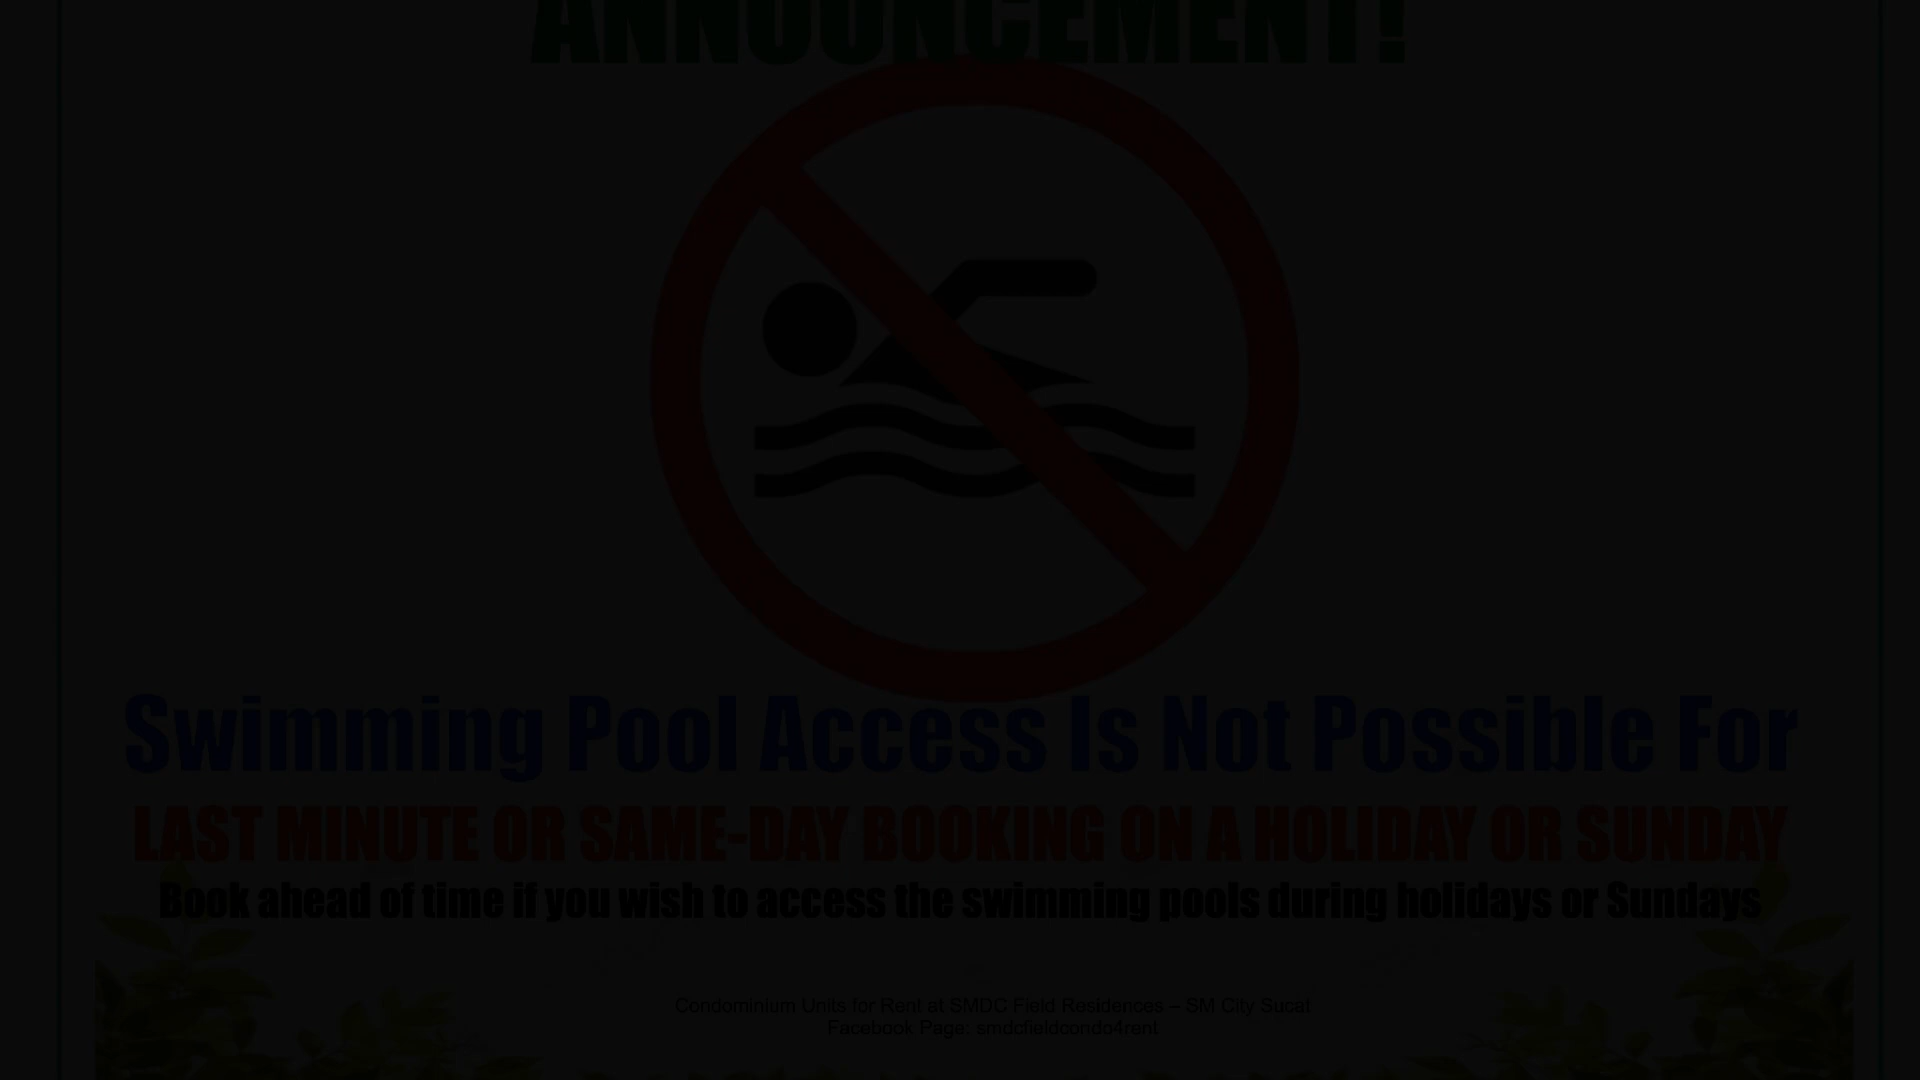 ANNOUNCEMENT!
Swimming Pool Access Is Not Possible For
LAST MINUTE OR SAME-DAY BOOKING ON A HOLIDAY OR SUNDAY
Book ahead of time if you wish to access the swimming pools during holidays or Sundays
Condominium Units for Rent at SMDC Field Residences – SM City Sucat
Facebook Page: smdcfieldcondo4rent